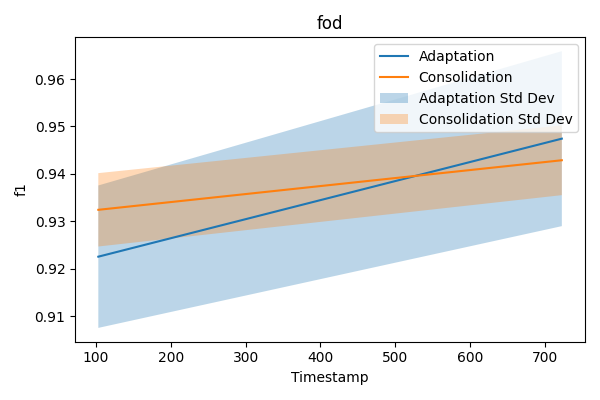 fod
Adaptation
Consolidation
Adaptation Std Dev
Consolidation Std Dev
f1
0.96
0.95
0.94
0.93
0.92
0.91
100 200 300 400 500 600 700
Timestamp